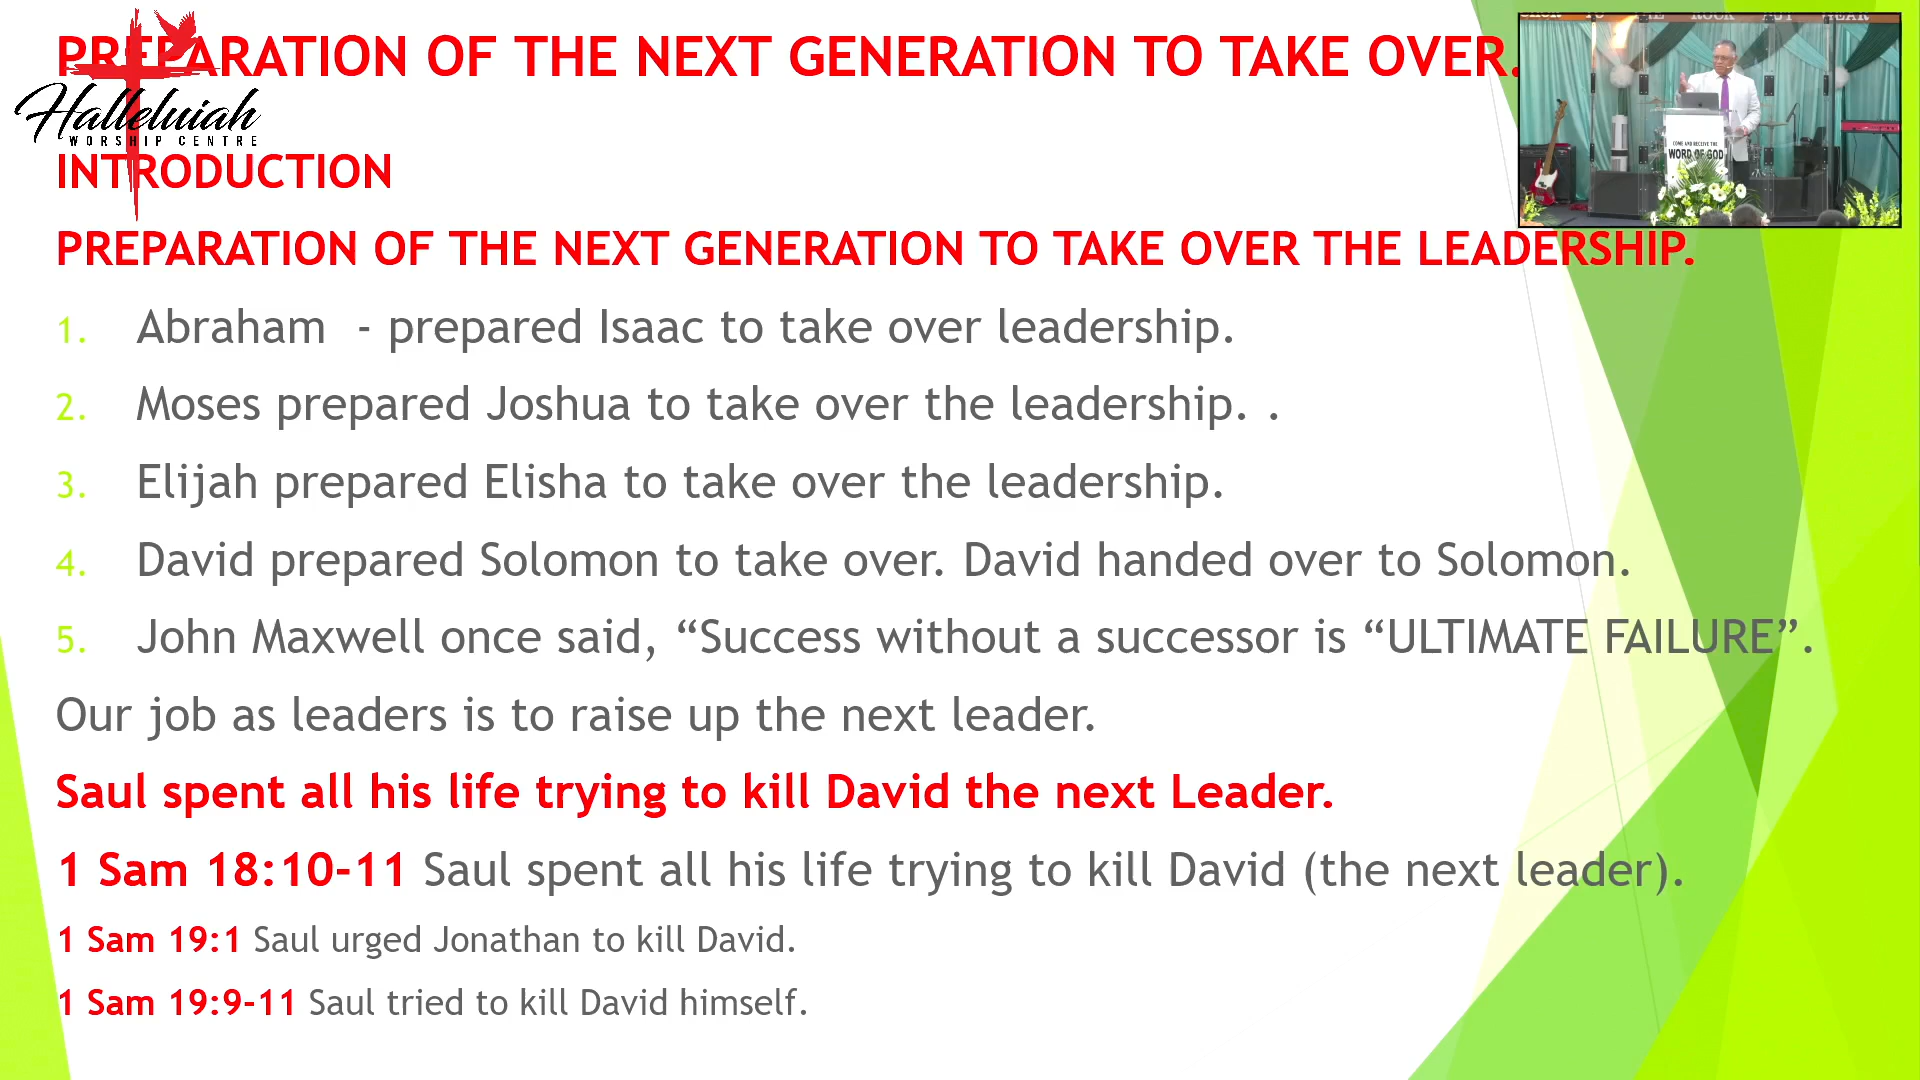 PREPARATION OF THE NEXT GENERATION TO TAKE OVER.
Halleluiah
WORSHIP CENTRE
INTRODUCTION
PREPARATION OF THE NEXT GENERATION TO TAKE OVER THE LEADERSHIP.
1. Abraham - prepared Isaac to take over leadership.
2. Moses prepared Joshua to take over the leadership. .
3. Elijah prepared Elisha to take over the leadership.
4. David prepared Solomon to take over. David handed over to Solomon.
5. John Maxwell once said, “Success without a successor is “ULTIMATE FAILURE”.
Our job as leaders is to raise up the next leader.
Saul spent all his life trying to kill David the next Leader.
1 Sam 18:10-11 Saul spent all his life trying to kill David (the next leader).
1 Sam 19:1 Saul urged Jonathan to kill David.
1 Sam 19:9-11 Saul tried to kill David himself.
COME AND RECEIVE THE
WORD OF GOD